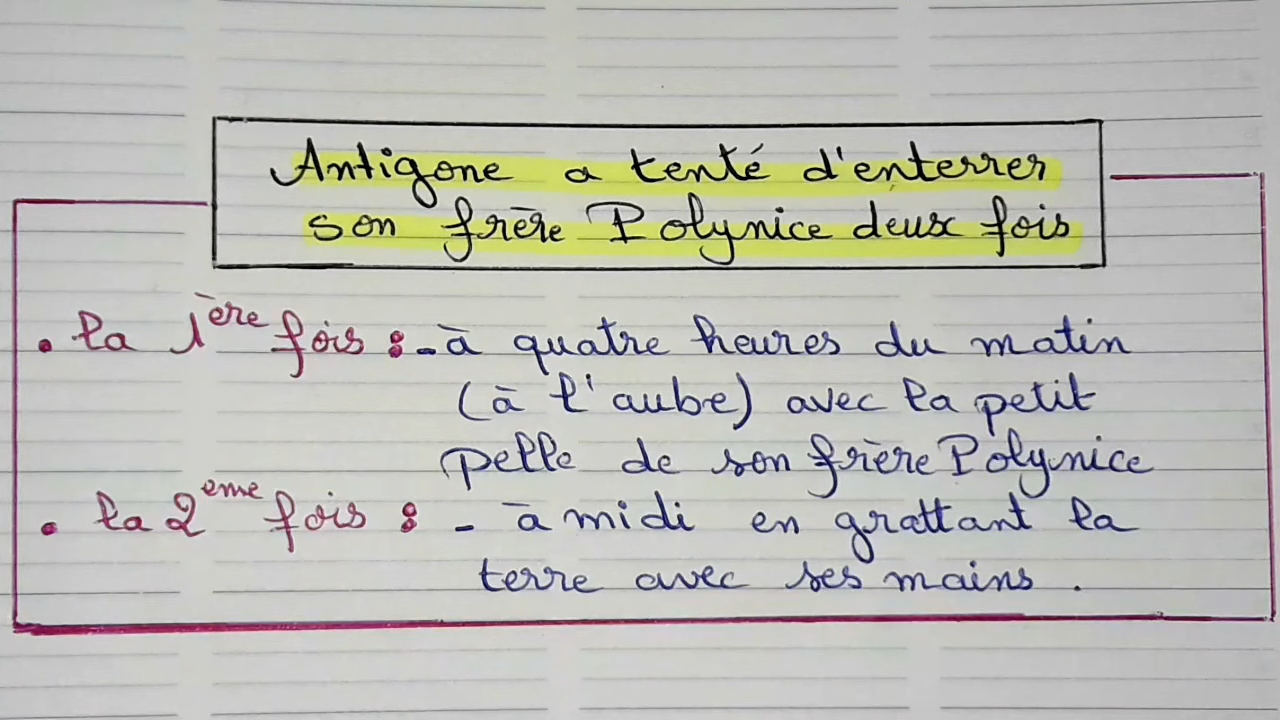 Antigone a tenté d'enterrer
son frère Polynice deux fois
• la 1ère fois : - à quatre heures du matin
(à l'aube) avec la petit
pelle de son frère Polynice
• la 2eme fois : - à midi en grattant la
terre avec ses mains .